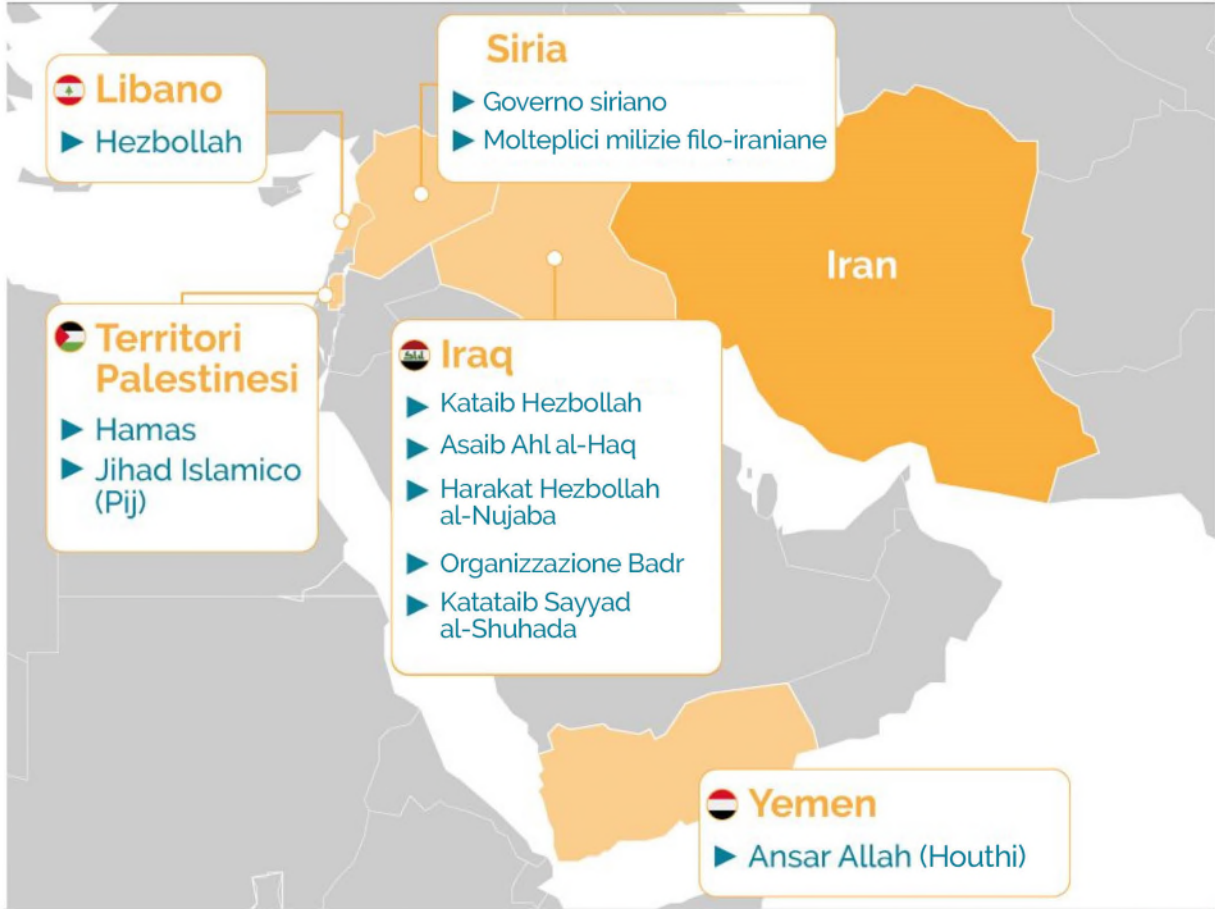 Siria
Governo siriano
Molteplici milizie filo-iraniane
Libano
Hezbollah
Iran
Territori
Palestinesi
Hamas
Jihad Islamico
(Pij)
Iraq
Kataib Hezbollah
Asaib Ahl al-Haq
Harakat Hezbollah
al-Nujaba
Organizzazione Badr
Katataib Sayyad
al-Shuhada
Yemen
Ansar Allah (Houthi)